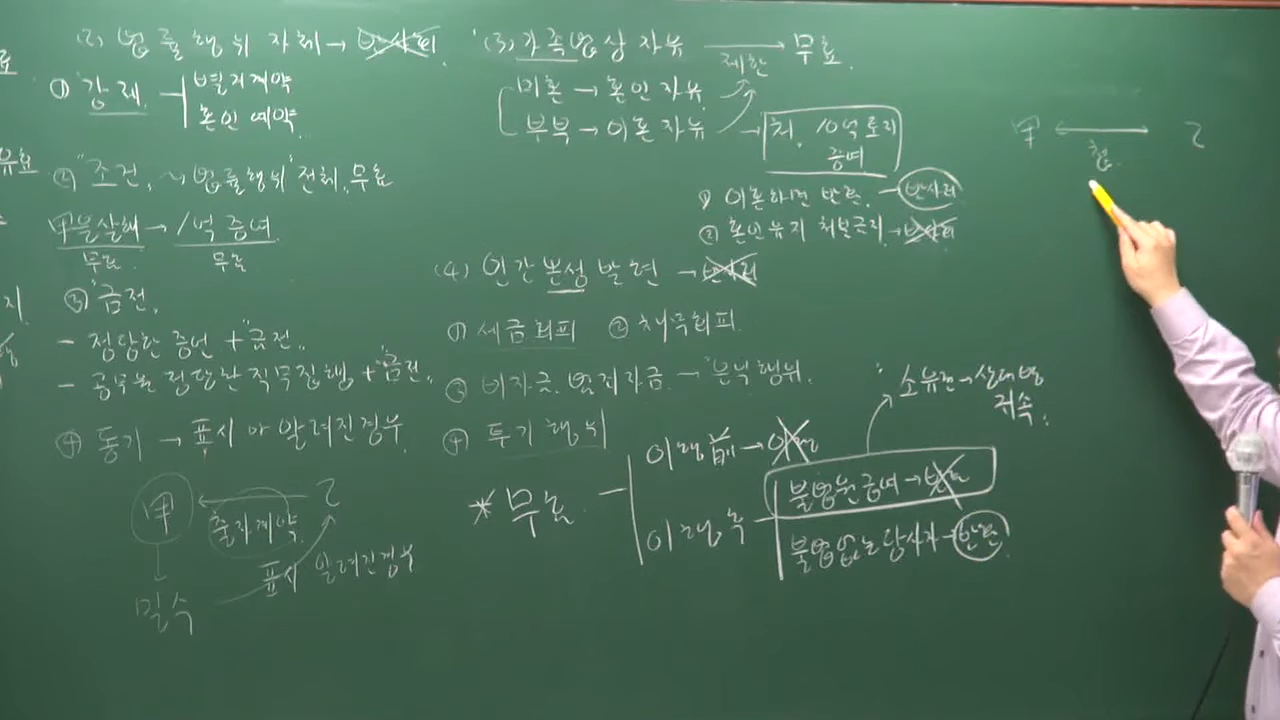 (2) 법률행위 자체→ 반사회
① "강제"
별거계약
혼인 예약
② "조건" ~ 법률행위 전체 무효
甲을살해 → 1억 증여
무효 무효
③ "금전"
- 정당한 증언 + "금전"
- 공무원 정당한 직무집행 + "금전"
④ 동기 → 표시 or 알려진경우
甲 乙
출자계약
표시 알려진경우
밀수
(3) 가족법상 자유 → 무효
제한
미혼 → 혼인자유
부부 → 이혼자유 → 처, 10억 토지
증여
① 이혼하면 반환 - 반사회
② 혼인유지 처분금지 → 반사회
(4) 인간 본성 발현 → 반사회
① 세금회피 ② 채무회피
③ 비자금, 범죄자금 → "은닉행위"
④ 투기행위
* 무효
이행前 → 이행
이행 후
불법원인급여 → 반환
불법없는 당사자 → 반환
소유권 → 상대방
귀속
甲 ↔ 乙